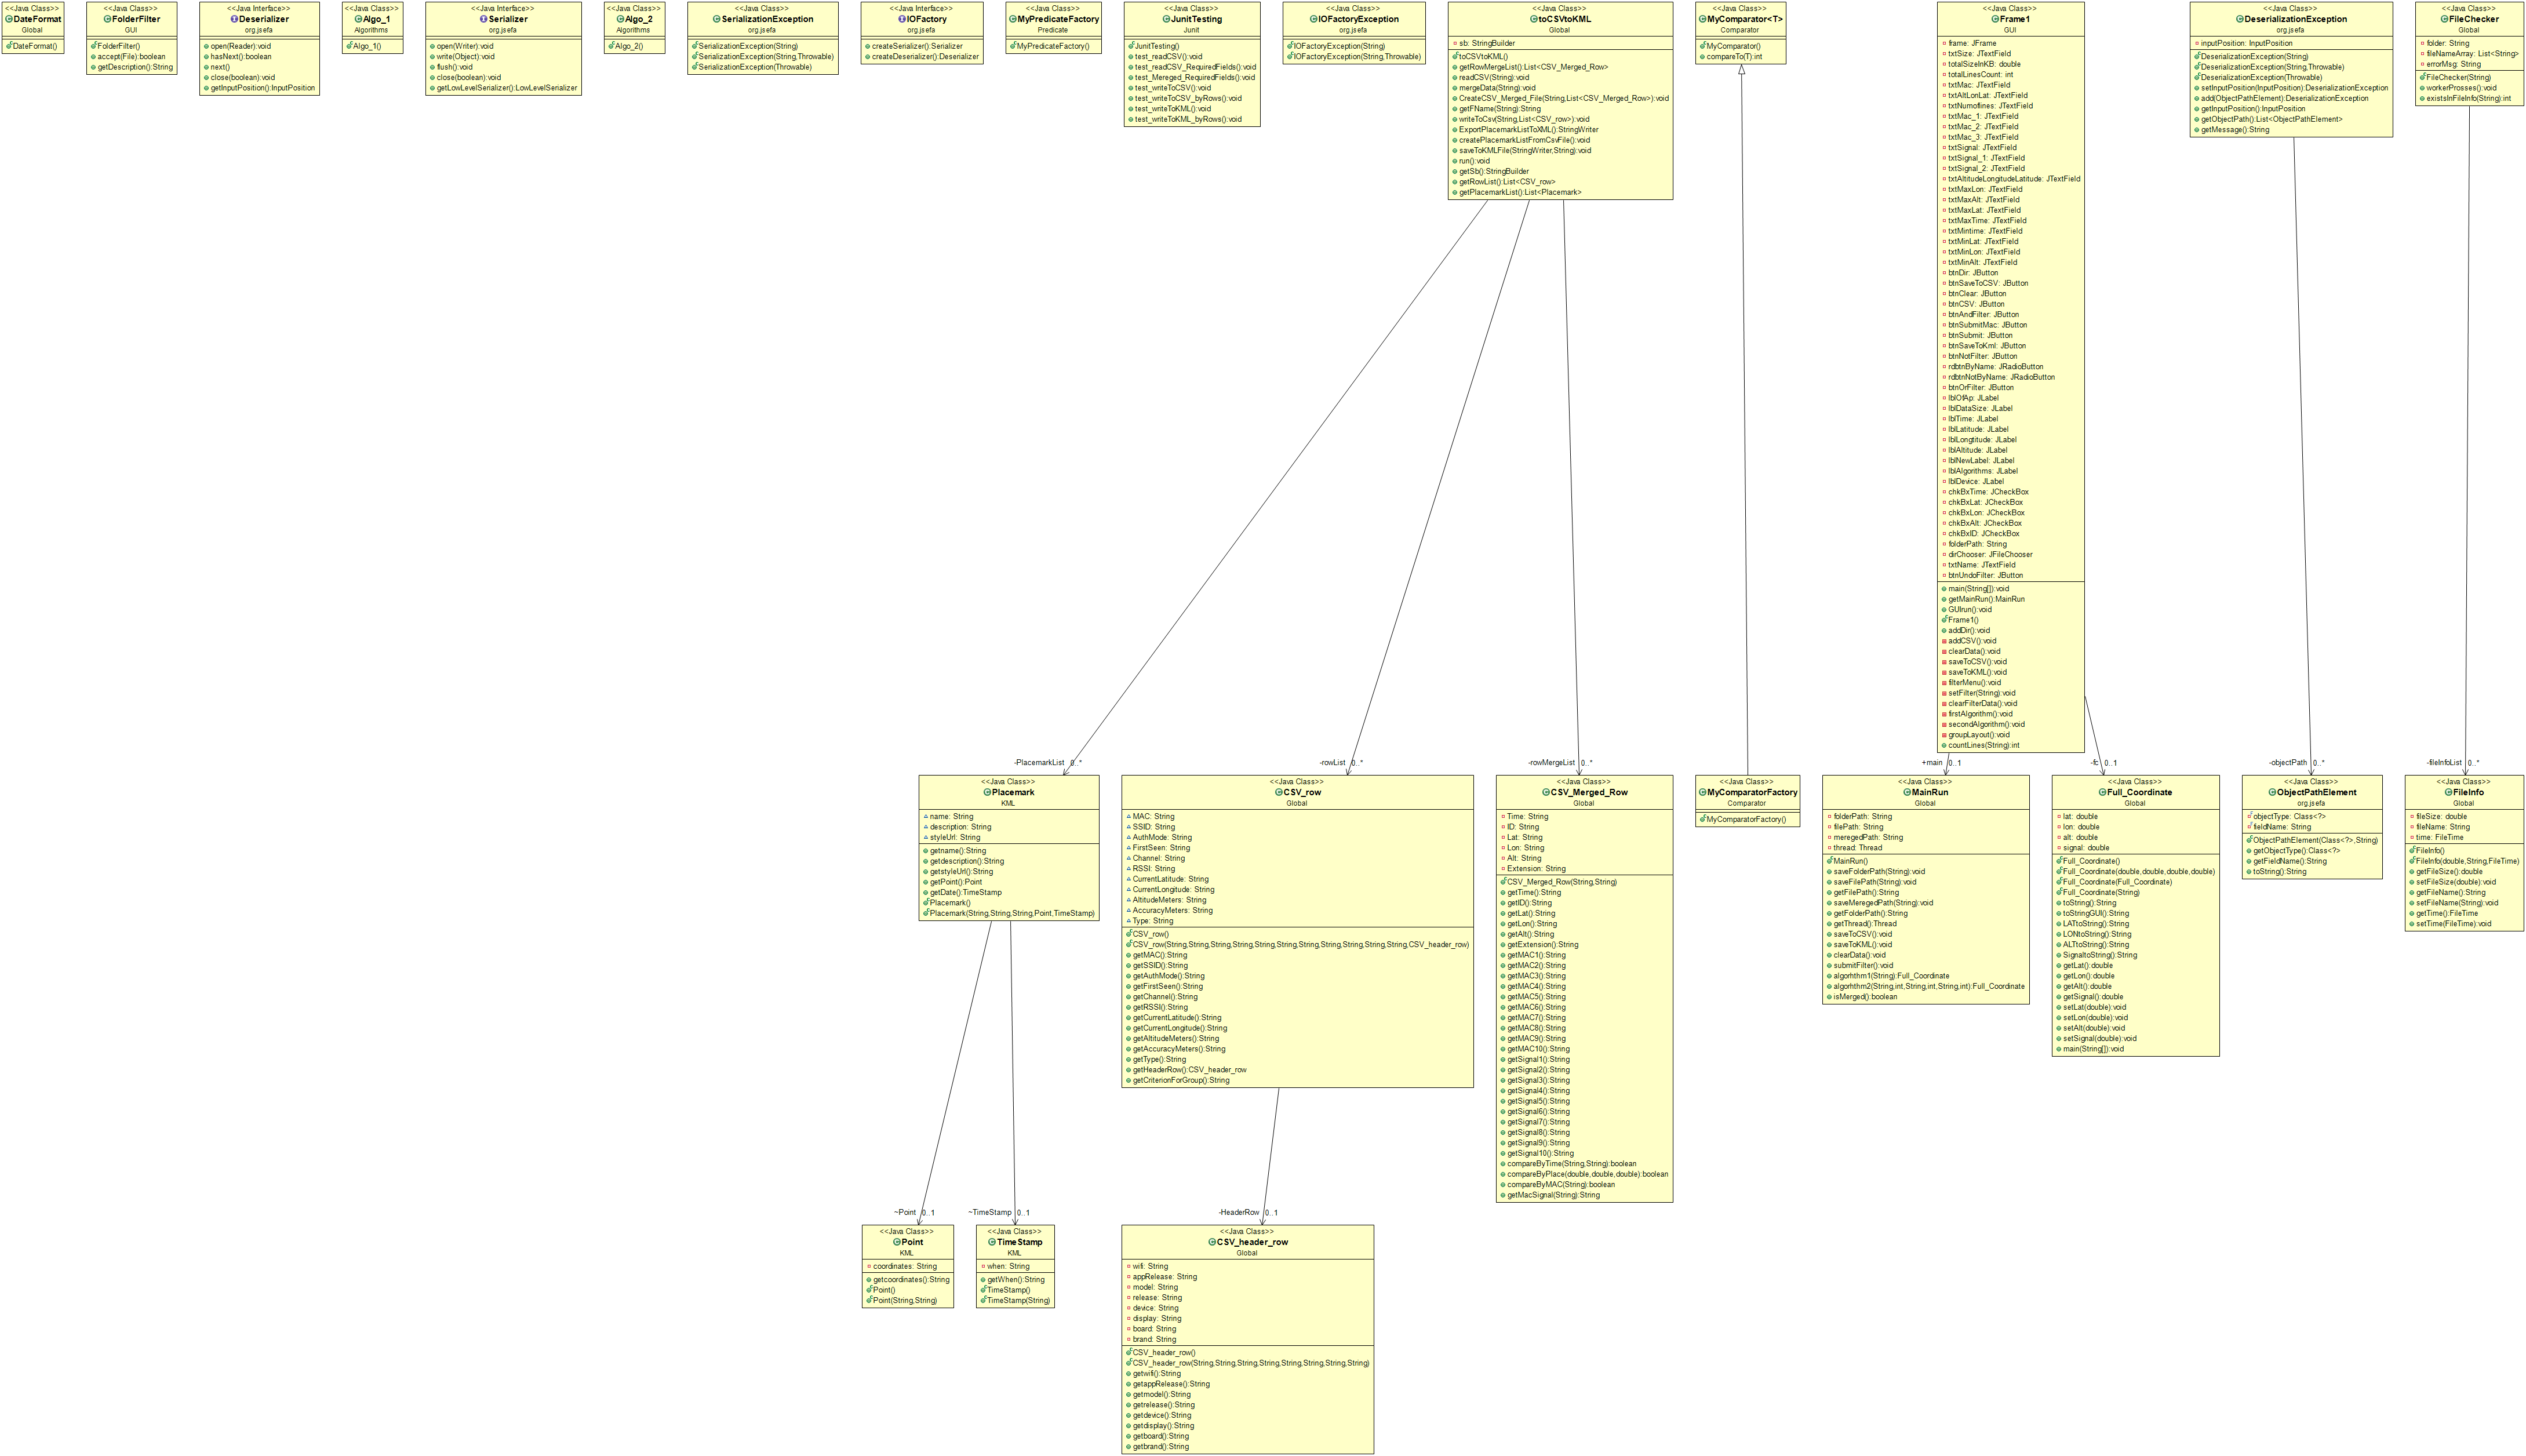 <<Java Class>>
DateFormat
Global
DateFormat()
<<Java Class>>
FolderFilter
GUI
FolderFilter()
accept(File):boolean
getDescription():String
<<Java Interface>>
Deserializer
org.jsefa
open(Reader):void
hasNext():boolean
next()
close(boolean):void
getInputPosition():InputPosition
<<Java Class>>
Algo_1
Algorithms
Algo_1()
<<Java Interface>>
Serializer
org.jsefa
open(Writer):void
write(Object):void
flush():void
close(boolean):void
getLowLevelSerializer():LowLevelSerializer
<<Java Class>>
Algo_2
Algorithms
Algo_2()
<<Java Class>>
SerializationException
org.jsefa
SerializationException(String)
SerializationException(String,Throwable)
SerializationException(Throwable)
<<Java Interface>>
IOFactory
org.jsefa
createSerializer():Serializer
createDeserializer():Deserializer
<<Java Class>>
MyPredicateFactory
Predicate
MyPredicateFactory()
<<Java Class>>
JunitTesting
Junit
JunitTesting()
test_readCSV():void
test_readCSV_RequiredFields():void
test_Mereged_RequiredFields():void
test_writeToCSV():void
test_writeToCSV_byRows():void
test_writeToKML():void
test_writeToKML_byRows():void
<<Java Class>>
IOFactoryException
org.jsefa
IOFactoryException(String)
IOFactoryException(String,Throwable)
<<Java Class>>
toCSVtoKML
Global
sb: StringBuilder
toCSVtoKML()
getRowMergeList():List<CSV_Merged_Row>
readCSV(String):void
mergeData(String):void
CreateCSV_Merged_File(String,List<CSV_Merged_Row>):void
getFName(String):String
writeToCsv(String,List<CSV_row>):void
ExportPlacemarkListToXML():StringWriter
createPlacemarkListFromCsvFile():void
saveToKMLFile(StringWriter,String):void
run():void
getSb():StringBuilder
getRowList():List<CSV_row>
getPlacemarkList():List<Placemark>
<<Java Class>>
MyComparator<T>
Comparator
MyComparator()
compareTo(T):int
<<Java Class>>
Frame1
GUI
frame: JFrame
txtSize: JTextField
totalSizeInKB: double
totalLinesCount: int
txtMac: JTextField
txtAltLonLat: JTextField
txtNumoflines: JTextField
txtMac_1: JTextField
txtMac_2: JTextField
txtMac_3: JTextField
txtSignal: JTextField
txtSignal_1: JTextField
txtSignal_2: JTextField
txtAltitudeLongitudeLatitude: JTextField
txtMaxLon: JTextField
txtMaxAlt: JTextField
txtMaxLat: JTextField
txtMaxTime: JTextField
txtMintime: JTextField
txtMinLat: JTextField
txtMinLon: JTextField
txtMinAlt: JTextField
btnDir: JButton
btnSaveToCSV: JButton
btnClear: JButton
btnCSV: JButton
btnAndFilter: JButton
btnSubmitMac: JButton
btnSubmit: JButton
btnSaveToKml: JButton
btnNotFilter: JButton
rdbtnByName: JRadioButton
rdbtnNotByName: JRadioButton
btnOrFilter: JButton
lblOfAp: JLabel
lblDataSize: JLabel
lblTime: JLabel
lblLatitude: JLabel
lblLongtitude: JLabel
lblAltitude: JLabel
lblNewLabel: JLabel
lblAlgorithms: JLabel
lblDevice: JLabel
chkBxTime: JCheckBox
chkBxLat: JCheckBox
chkBxLon: JCheckBox
chkBxAlt: JCheckBox
chkBxID: JCheckBox
folderPath: String
dirChooser: JFileChooser
txtName: JTextField
btnUndoFilter: JButton
main(String[]):void
getMainRun():MainRun
GUIrun():void
Frame1()
addDir():void
addCSV():void
clearData():void
saveToCSV():void
saveToKML():void
filterMenu():void
setFilter(String):void
clearFilterData():void
firstAlgorithm():void
secondAlgorithm():void
groupLayout():void
countLines(String):int
<<Java Class>>
DeserializationException
org.jsefa
inputPosition: InputPosition
DeserializationException(String)
DeserializationException(String,Throwable)
DeserializationException(Throwable)
setInputPosition(InputPosition):DeserializationException
add(ObjectPathElement):DeserializationException
getInputPosition():InputPosition
getObjectPath():List<ObjectPathElement>
getMessage():String
<<Java Class>>
FileChecker
Global
folder: String
fileNameArray: List<String>
errorMsg: String
FileChecker(String)
workerProsses():void
existsInFileInfo(String):int
-PlacemarkList 0..*
-rowList 0..*
-rowMergeList 0..*
+main 0..1
-fc 0..1
-objectPath 0..*
-fileInfoList 0..*
<<Java Class>>
Placemark
KML
name: String
description: String
styleUrl: String
getname():String
getdescription():String
getstyleUrl():String
getPoint():Point
getDate():TimeStamp
Placemark()
Placemark(String,String,String,Point,TimeStamp)
<<Java Class>>
CSV_row
Global
MAC: String
SSID: String
AuthMode: String
FirstSeen: String
Channel: String
RSSI: String
CurrentLatitude: String
CurrentLongitude: String
AltitudeMeters: String
AccuracyMeters: String
Type: String
CSV_row()
CSV_row(String,String,String,String,String,String,String,String,String,String,String,CSV_header_row)
getMAC():String
getSSID():String
getAuthMode():String
getFirstSeen():String
getChannel():String
getRSSI():String
getCurrentLatitude():String
getCurrentLongitude():String
getAltitudeMeters():String
getAccuracyMeters():String
getType():String
getHeaderRow():CSV_header_row
getCriterionForGroup():String
<<Java Class>>
CSV_Merged_Row
Global
Time: String
ID: String
Lat: String
Lon: String
Alt: String
Extension: String
CSV_Merged_Row(String,String)
getTime():String
getID():String
getLat():String
getLon():String
getAlt():String
getExtension():String
getMAC1():String
getMAC2():String
getMAC3():String
getMAC4():String
getMAC5():String
getMAC6():String
getMAC7():String
getMAC8():String
getMAC9():String
getMAC10():String
getSignal1():String
getSignal2():String
getSignal3():String
getSignal4():String
getSignal5():String
getSignal6():String
getSignal7():String
getSignal8():String
getSignal9():String
getSignal10():String
compareByTime(String,String):boolean
compareByPlace(double,double,double):boolean
compareByMAC(String):boolean
getMacSignal(String):String
<<Java Class>>
MyComparatorFactory
Comparator
MyComparatorFactory()
<<Java Class>>
MainRun
Global
folderPath: String
filePath: String
meregedPath: String
thread: Thread
MainRun()
saveFolderPath(String):void
saveFilePath(String):void
getFilePath():String
saveMeregedPath(String):void
getFolderPath():String
getThread():Thread
saveToCSV():void
saveToKML():void
clearData():void
submitFilter():void
algorhthm1(String):Full_Coordinate
algorhthm2(String,int,String,int,String,int):Full_Coordinate
isMerged():boolean
<<Java Class>>
Full_Coordinate
Global
lat: double
lon: double
alt: double
signal: double
Full_Coordinate()
Full_Coordinate(double,double,double,double)
Full_Coordinate(Full_Coordinate)
Full_Coordinate(String)
toString():String
toStringGUI():String
LATtoString():String
LONtoString():String
ALTtoString():String
SignaltoString():String
getLat():double
getLon():double
getAlt():double
getSignal():double
setLat(double):void
setLon(double):void
setAlt(double):void
setSignal(double):void
main(String[]):void
<<Java Class>>
ObjectPathElement
org.jsefa
objectType: Class<?>
fieldName: String
ObjectPathElement(Class<?>,String)
getObjectType():Class<?>
getFieldName():String
toString():String
<<Java Class>>
FileInfo
Global
fileSize: double
fileName: String
time: FileTime
FileInfo()
FileInfo(double,String,FileTime)
getFileSize():double
setFileSize(double):void
getFileName():String
setFileName(String):void
getTime():FileTime
setTime(FileTime):void
~Point 0..1
~TimeStamp 0..1
-HeaderRow 0..1
<<Java Class>>
Point
KML
coordinates: String
getcoordinates():String
Point()
Point(String,String)
<<Java Class>>
TimeStamp
KML
when: String
getWhen():String
TimeStamp()
TimeStamp(String)
<<Java Class>>
CSV_header_row
Global
wifi: String
appRelease: String
model: String
release: String
device: String
display: String
board: String
brand: String
CSV_header_row()
CSV_header_row(String,String,String,String,String,String,String,String)
getwifi():String
getappRelease():String
getmodel():String
getrelease():String
getdevice():String
getdisplay():String
getboard():String
getbrand():String